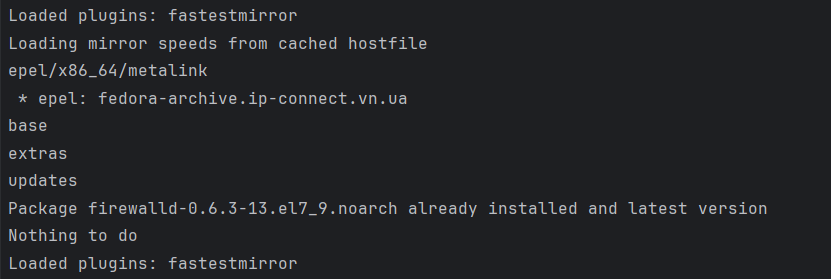 Loaded plugins: fastestmirror
Loading mirror speeds from cached hostfile
epel/x86_64/metalink
 * epel: fedora-archive.ip-connect.vn.ua
base
extras
updates
Package firewalld-0.6.3-13.el7_9.noarch already installed and latest version
Nothing to do
Loaded plugins: fastestmirror